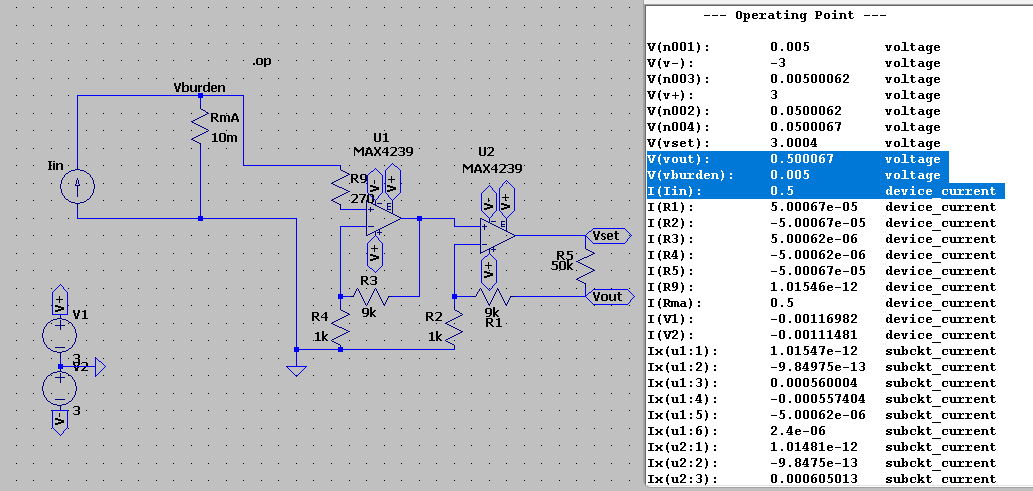 .op
Vburden
RmA
10m
Iin
U1
MAX4239
U2
MAX4239
R9
270
V-
V+
E
V-
V+
E
V+
V+
Vset
R5
50k
Vout
R3
9k
9k
R1
R4
1k
R2
1k
V+
V1
3
V2
3
V-
--- Operating Point ---
V(n001): 0.005 voltage
V(v-): -3 voltage
V(n003): 0.00500062 voltage
V(v+): 3 voltage
V(n002): 0.0500062 voltage
V(n004): 0.0500067 voltage
V(vset): 3.0004 voltage
V(vout): 0.500067 voltage
V(vburden): 0.005 voltage
I(Iin): 0.5 device_current
I(R1): 5.00067e-05 device_current
I(R2): -5.00067e-05 device_current
I(R3): 5.00062e-06 device_current
I(R4): -5.00062e-06 device_current
I(R5): -5.00067e-05 device_current
I(R9): 1.01546e-12 device_current
I(Rma): 0.5 device_current
I(V1): -0.00116982 device_current
I(V2): -0.00111481 device_current
Ix(u1:1): 1.01547e-12 subckt_current
Ix(u1:2): -9.84975e-13 subckt_current
Ix(u1:3): 0.000560004 subckt_current
Ix(u1:4): -0.000557404 subckt_current
Ix(u1:5): -5.00062e-06 subckt_current
Ix(u1:6): 2.4e-06 subckt_current
Ix(u2:1): 1.01481e-12 subckt_current
Ix(u2:2): -9.8475e-13 subckt_current
Ix(u2:3): 0.000605013 subckt_current